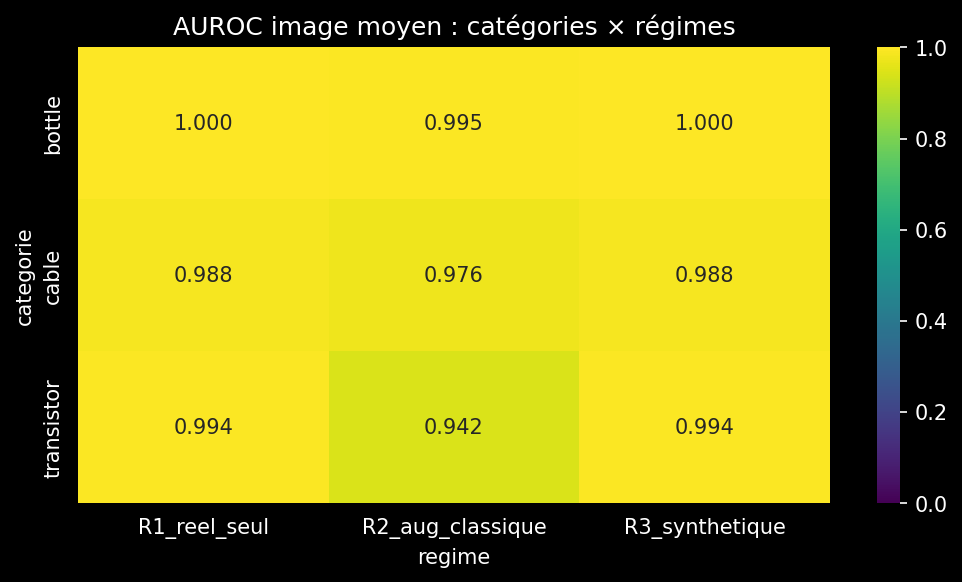 AUROC image moyen : catégories × régimes
categorie
bottle
cable
transistor
1.000 0.995 1.000
0.988 0.976 0.988
0.994 0.942 0.994
R1_reel_seul R2_aug_classique R3_synthetique
regime
1.0
0.8
0.6
0.4
0.2
0.0